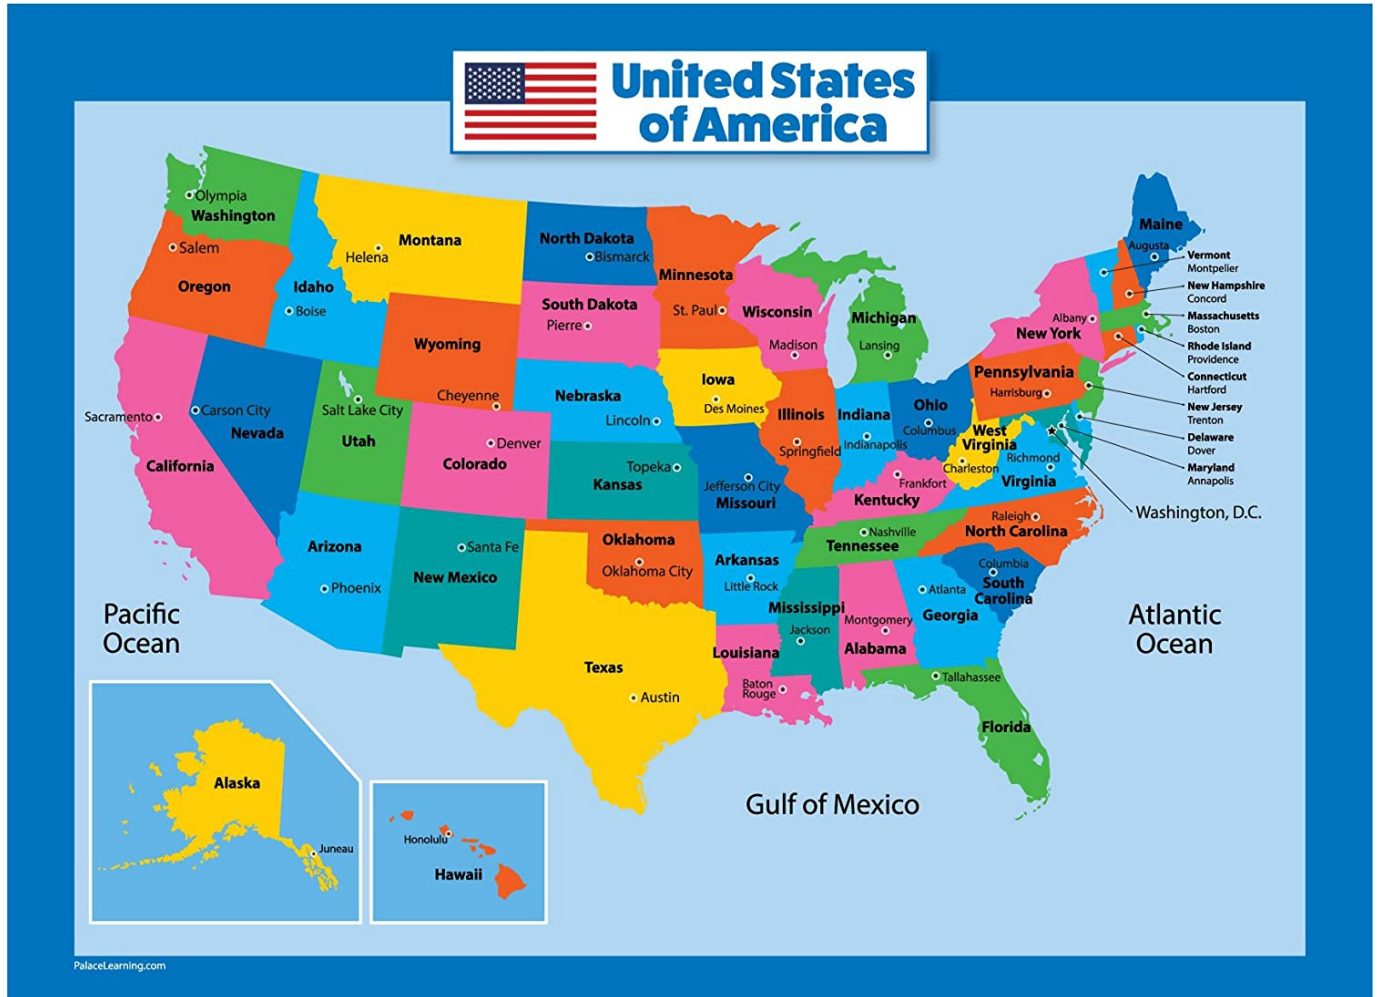 United States
of America
Olympia
Washington
Salem
Oregon
Idaho
Boise
Montana
Helena
North Dakota
Bismarck
South Dakota
Pierre
Minnesota
St. Paul
Wisconsin
Madison
Michigan
Lansing
Maine
Augusta
Vermont
Montpelier
New Hampshire
Concord
Massachusetts
Boston
Rhode Island
Providence
Connecticut
Hartford
New Jersey
Trenton
Delaware
Dover
Maryland
Annapolis
Washington, D.C.
Albany
New York
Pennsylvania
Harrisburg
Wyoming
Cheyenne
Nebraska
Lincoln
Iowa
Des Moines
Illinois
Springfield
Indiana
Indianapolis
Ohio
Columbus
West
Virginia
Charleston
Richmond
Virginia
Sacramento
California
Carson City
Nevada
Salt Lake City
Utah
Denver
Colorado
Topeka
Kansas
Jefferson City
Missouri
Frankfort
Kentucky
Nashville
Tennessee
Raleigh
North Carolina
Columbia
South
Carolina
Arizona
Phoenix
Santa Fe
New Mexico
Oklahoma
Oklahoma City
Arkansas
Little Rock
Mississippi
Jackson
Montgomery
Alabama
Atlanta
Georgia
Texas
Austin
Louisiana
Baton
Rouge
Tallahassee
Florida
Pacific
Ocean
Atlantic
Ocean
Gulf of Mexico
Alaska
Juneau
Honolulu
Hawaii
PalaceLearning.com